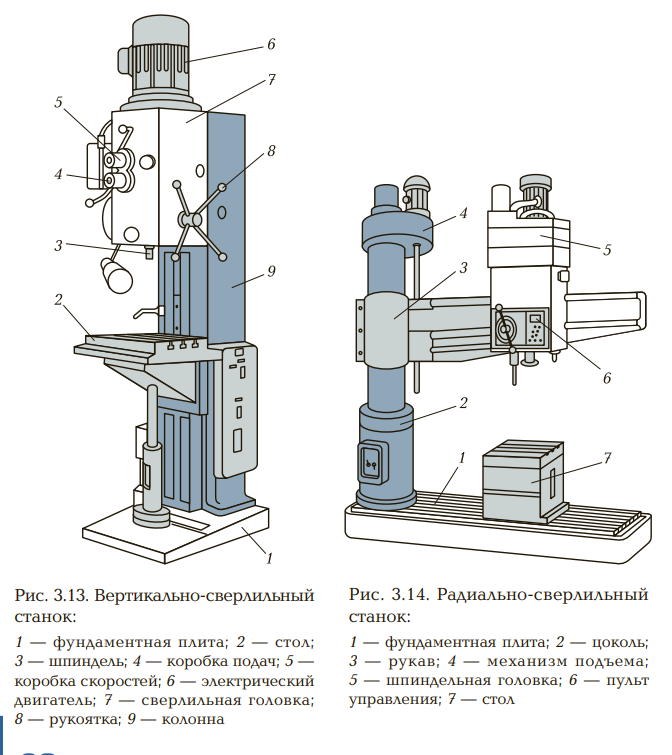 6
7
5
8
4
3
9
2
1
4
5
3
6
2
1
7
Рис. 3.13. Вертикально-сверлильный
станок:
1 — фундаментная плита; 2 — стол;
3 — шпиндель; 4 — коробка подач; 5 —
коробка скоростей; 6 — электрический
двигатель; 7 — сверлильная головка;
8 — рукоятка; 9 — колонна
Рис. 3.14. Радиально-сверлильный
станок:
1 — фундаментная плита; 2 — цоколь;
3 — рукав; 4 — механизм подъема;
5 — шпиндельная головка; 6 — пульт
управления; 7 — стол